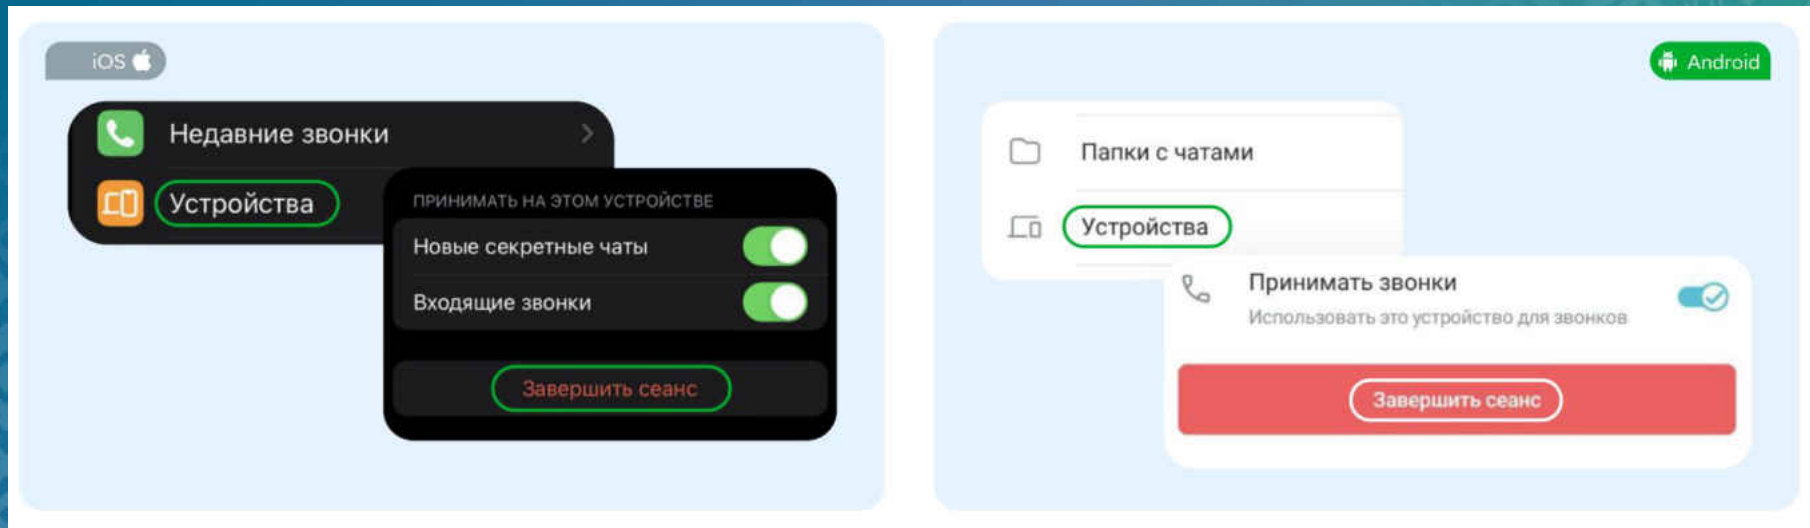 iOS
Недавние звонки
Устройства
ПРИНИМАТЬ НА ЭТОМ УСТРОЙСТВЕ
Новые секретные чаты
Входящие звонки
Завершить сеанс
Android
Папки с чатами
Устройства
Принимать звонки
Использовать это устройство для звонков
Завершить сеанс